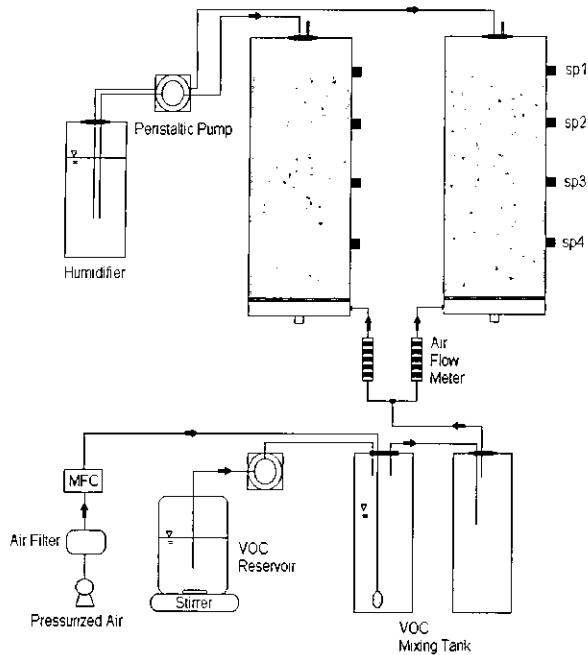 sp1
Peristaltic Pump
sp2
sp3
sp4
Humidifier
Air
Flow
Meter
MFC
Air Filter
VOC
Reservoir
Stirrer
Pressurized Air
VOC
Mixing Tank